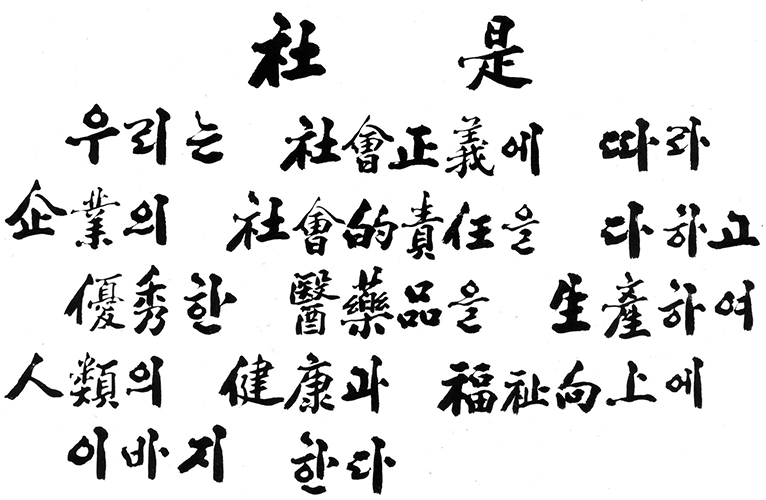 社是
우리는 社會正義에 따라
企業의 社會的責任을 다하고
優秀한 醫藥品을 生産하여
人類의 健康과 福祉向上에
이바지 한다